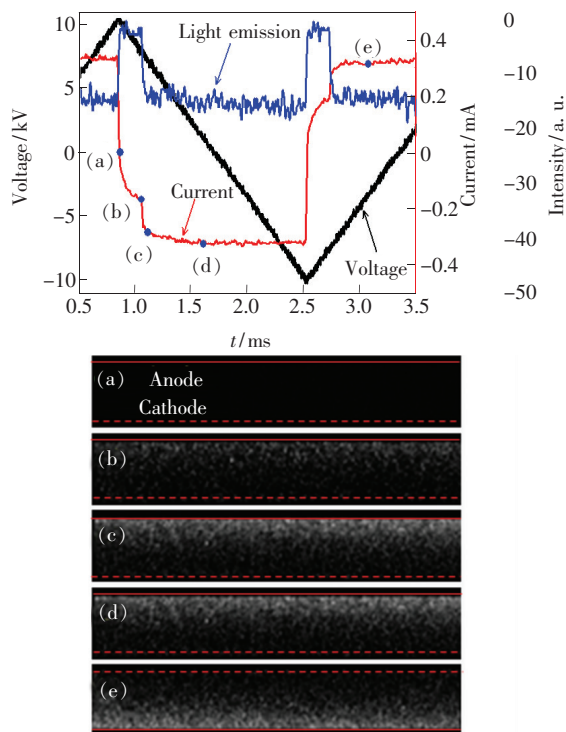 10
5
0
−5
−10
Voltage/kV
0.4
0.2
0
−0.2
−0.4
Current/mA
0
−10
−20
−30
−40
−50
Intensity/a. u.
Light emission
(e)
(a)
(b)
Current
(c)
(d)
Voltage
0.5
1.0
1.5
2.0
2.5
3.0
3.5
t/ms
(a)
Anode
Cathode
(b)
(c)
(d)
(e)